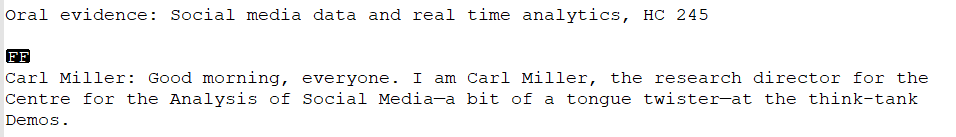 Oral evidence: Social media data and real time analytics, HC 245
FF
Carl Miller: Good morning, everyone. I am Carl Miller, the research director for the
Centre for the Analysis of Social Media—a bit of a tongue twister—at the think-tank
Demos.